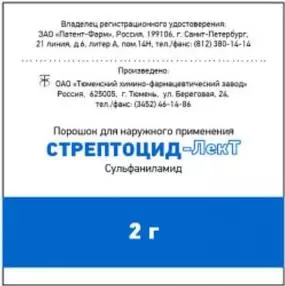 Владелец регистрационного удостоверения:
ЗАО «Патент-Фарм», Россия, 199106, г. Санкт-Петербург,
21 линия, д.6, литер А, пом.14Н, тел./факс: (812) 380-14-14
Произведено:
ОАО «Тюменский химико-фармацевтический завод»
Россия, 625005, г. Тюмень, ул. Береговая, 24,
тел./факс: (3452) 46-14-86
Порошок для наружного применения
СТРЕПТОЦИД-ЛекТ
Сульфаниламид
2 г